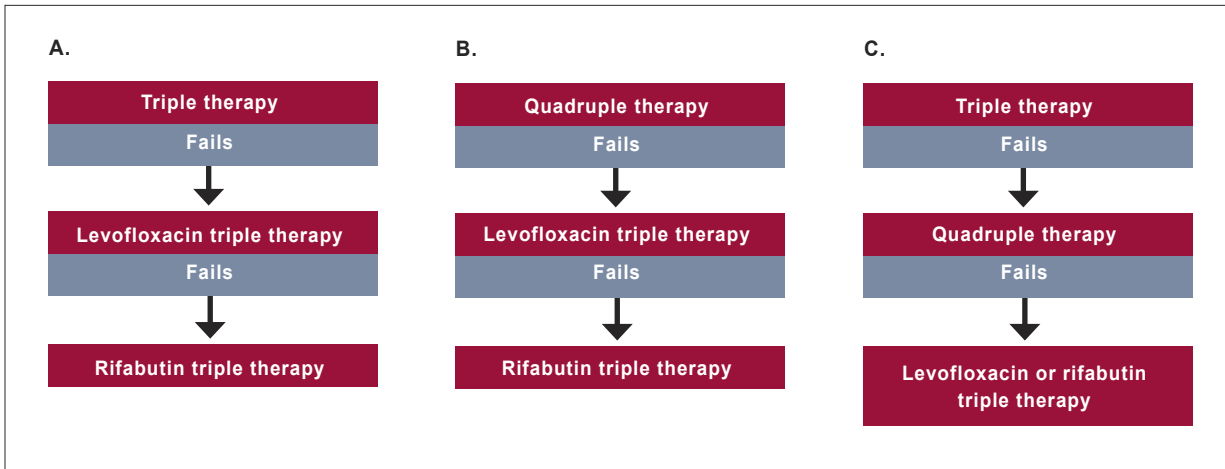 A.
Triple therapy
Fails
Levofloxacin triple therapy
Fails
Rifabutin triple therapy
B.
Quadruple therapy
Fails
Levofloxacin triple therapy
Fails
Rifabutin triple therapy
C.
Triple therapy
Fails
Quadruple therapy
Fails
Levofloxacin or rifabutin
triple therapy